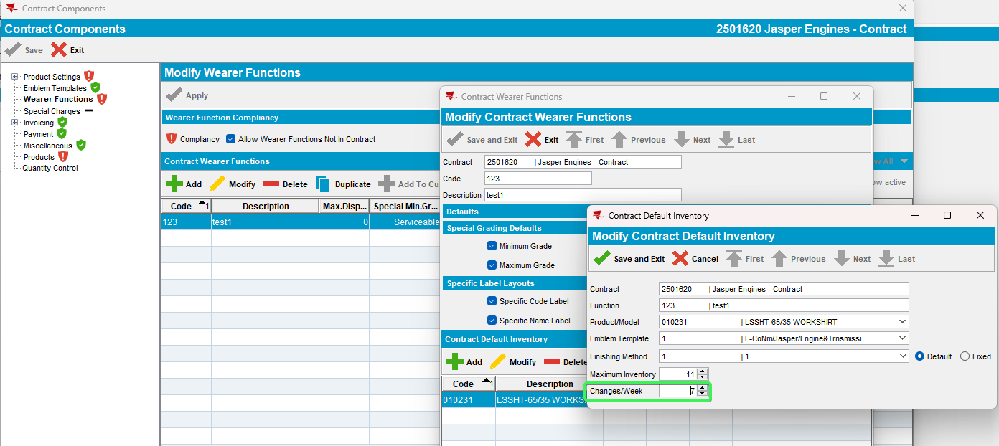 Contract Components
Contract Components 2501620 Jasper Engines - Contract
Save Exit
Product Settings
Emblem Templates
Wearer Functions
Special Charges
Invoicing
Payment
Miscellaneous
Products
Quantity Control
Modify Wearer Functions
Apply
Wearer Function Compliancy
Compliancy Allow Wearer Functions Not In Contract
Contract Wearer Functions
Add Modify Delete Duplicate Add To Cu
Code 1 Description Max.Disp... Special Min.Gr...
123 test1 0 Serviceable
w All
ow active
Contract Wearer Functions
Modify Contract Wearer Functions
Save and Exit Exit First Previous Next Last
Contract 2501620 | Jasper Engines - Contract
Code 123
Description test1
Defaults
Special Grading Defaults
Minimum Grade
Maximum Grade
Specific Label Layouts
Specific Code Label
Specific Name Label
Contract Default Inventory
Add Modify Delete
Code 1 Description
010231 LSSHT-65/35 WORKS
Contract Default Inventory
Modify Contract Default Inventory
Save and Exit Cancel First Previous Next Last
Contract 2501620 | Jasper Engines - Contract
Function 123 | test1
Product/Model 010231 | LSSHT-65/35 WORKSHIRT
Emblem Template 1 | E-CoNm/Jasper/Engine&Trnsmissi
Finishing Method 1 | 1 Default Fixed
Maximum Inventory 11
Changes/Week 7